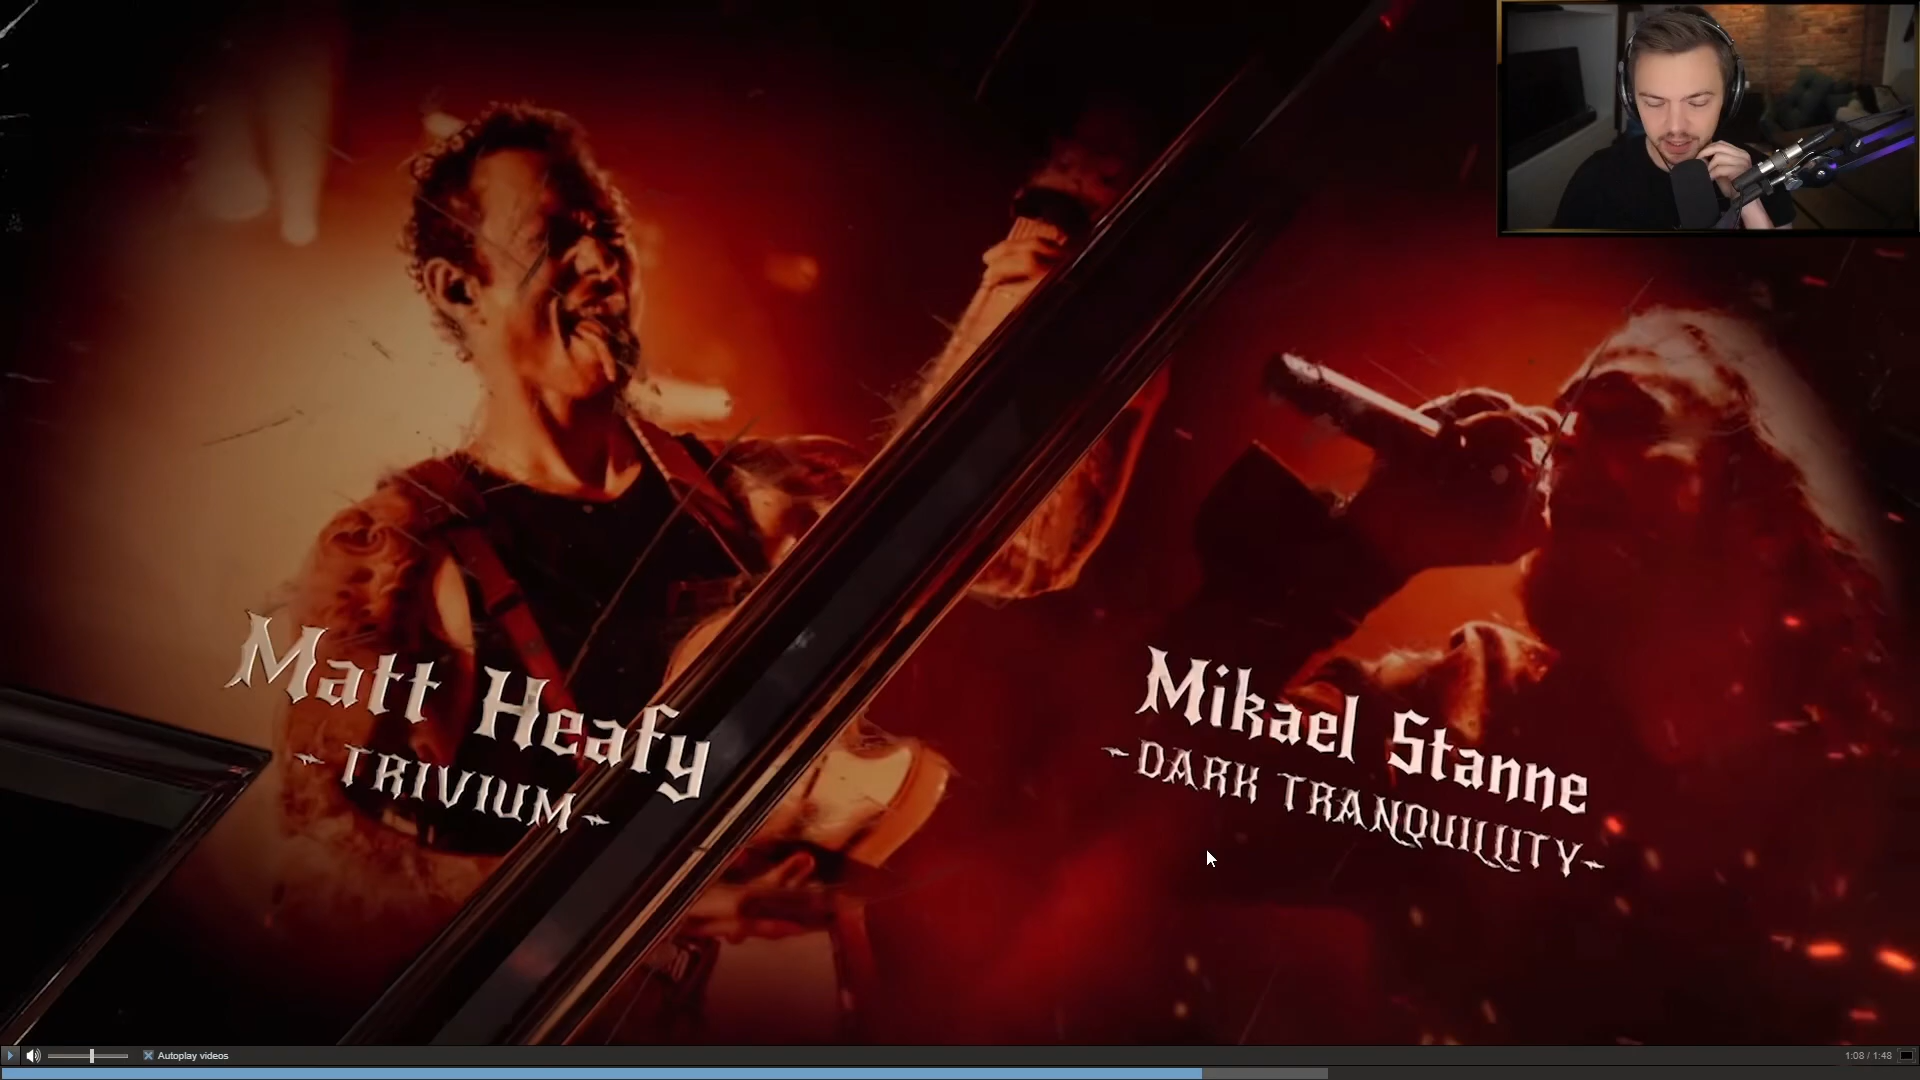 Matt Heafy
-TRIVIUM-
Mikael Stanne
-DARK TRANQUILLITY-
Autoplay videos
1:08 / 1:48